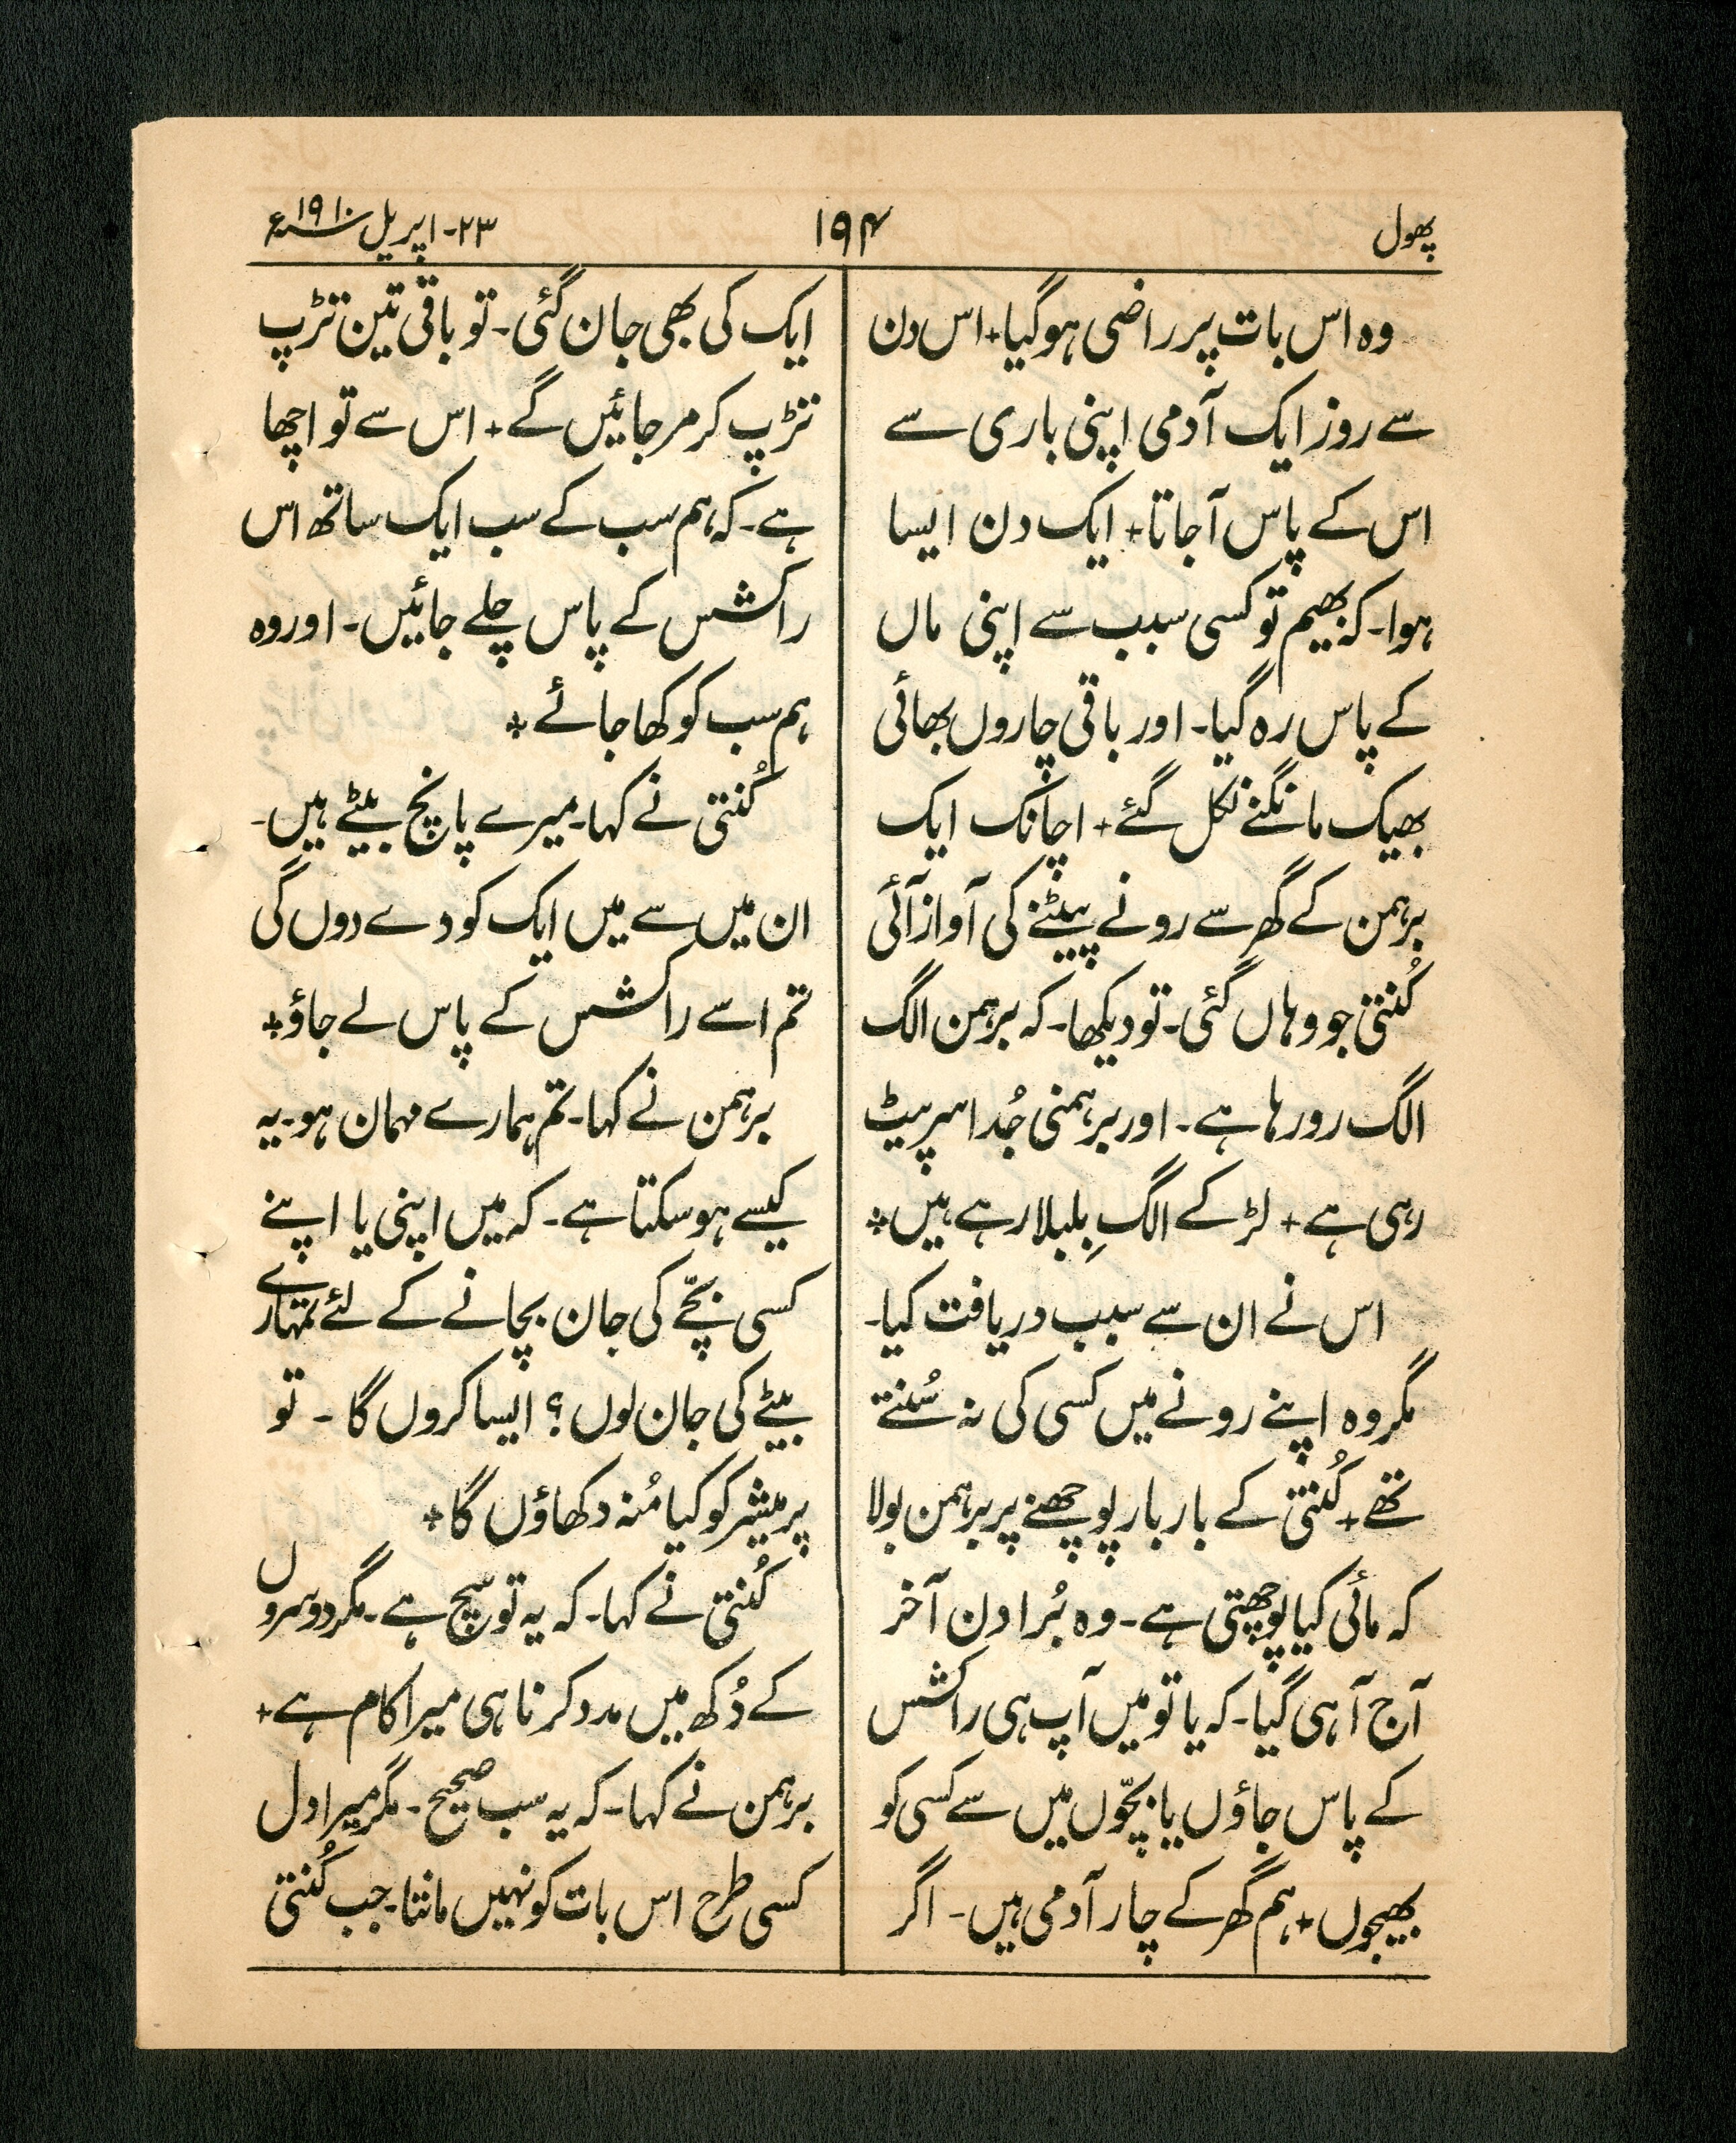 پھول
۱۹۴
۲۳-اپریل ۱۹۱۰ء
وہ اس بات پر راضی ہو گیا+ اس دن
سے روز ایک آدمی اپنی باری سے
اس کے پاس آجاتا+ ایک دن ایسا
ہوا۔ کہ بھیم تو کسی سبب سے اپنی ماں
کے پاس رہ گیا۔ اور باقی چاروں بھائی
بھیک مانگنے نکل گئے+ اچانک ایک
برہمن کے گھر سے رونے پیٹنے کی آواز آئی
کُنتی جو وہاں گئی۔ تو دیکھا۔ کہ برہمن الگ
الگ رو رہا ہے۔ اور برہمنی جُدا سر پیٹ
رہی ہے+ لڑکے الگ بِلبلا رہے ہیں+
اس نے ان سے سبب دریافت کیا۔
مگر وہ اپنے رونے میں کسی کی نہ سُنتے
تھے+ کُنتی کے بار بار پوچھنے پر برہمن بولا
کہ مائی کیا پوچھتی ہے۔ وہ بُرا دن آخر
آج آ ہی گیا۔ کہ یا تو میں آپ ہی راکشس
کے پاس جاؤں یا بچّوں میں سے کسی کو
بھیجوں+ ہم گھر کے چار آدمی ہیں۔ اگر
ایک کی بھی جان گئی۔ تو باقی تین تڑپ
تڑپ کر مر جائیں گے+ اس سے تو اچھا
ہے۔ کہ ہم سب کے سب ایک ساتھ اس
راکشس کے پاس چلے جائیں۔ اور وہ
ہم سب کو کھا جائے+
کُنتی نے کہا۔ میرے پانچ بیٹے ہیں۔
ان میں سے میں ایک کو دے دوں گی
تم اسے راکشس کے پاس لے جاؤ+
برہمن نے کہا۔ تم ہمارے مہمان ہو۔ یہ
کیسے ہو سکتا ہے۔ کہ میں اپنی یا اپنے
کسی بچّے کی جان بچانے کے لئے تمہارے
بیٹے کی جان لوں؟ ایسا کروں گا ۔ تو
پرمیشر کو کیا مُنہ دکھاؤں گا+
کُنتی نے کہا۔ کہ یہ تو سچ ہے۔ مگر دوسروں
کے دُکھ میں مدد کرنا ہی میرا کام ہے+
برہمن نے کہا۔ کہ یہ سب صحیح۔ مگر میرا دل
کسی طرح اس بات کو نہیں مانتا۔ جب کُنتی